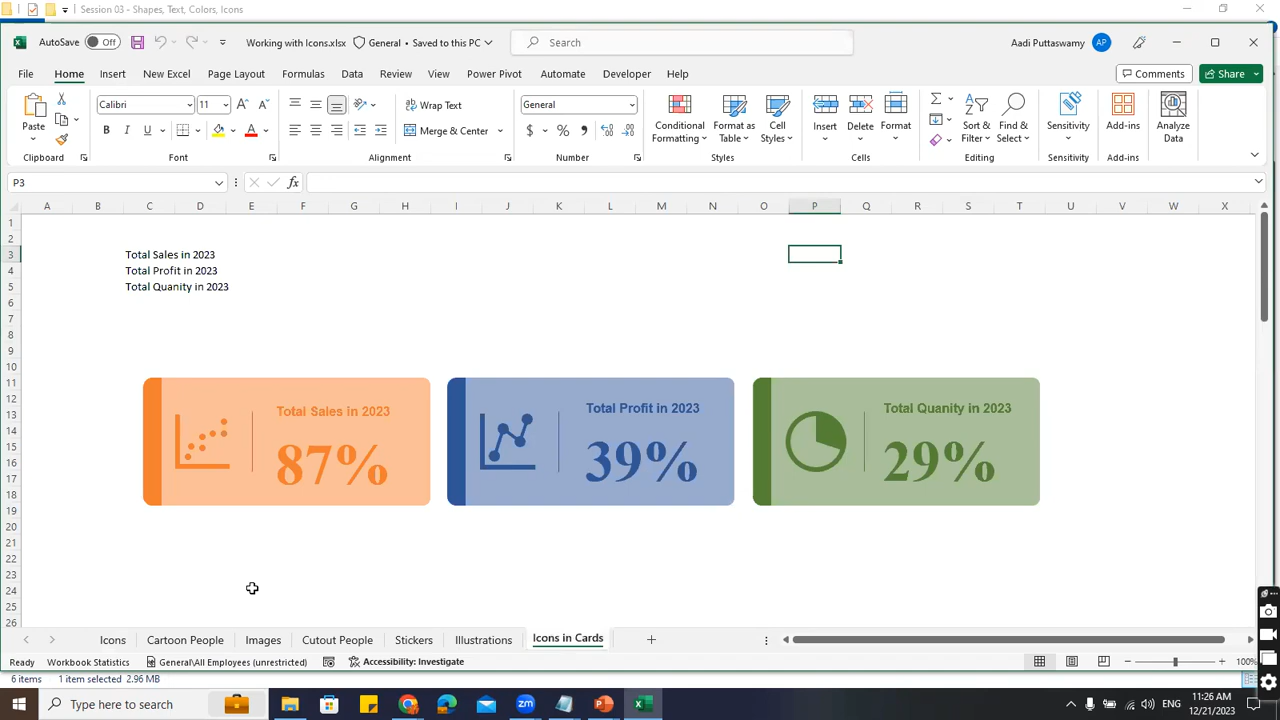 Session 03 - Shapes, Text, Colors, Icons
AutoSave Off Working with Icons.xlsx General • Saved to this PC Search Aadi Puttaswamy AP
File Home Insert New Excel Page Layout Formulas Data Review View Power Pivot Automate Developer Help Comments Share
Calibri 11 Wrap Text General
Paste Merge & Center Conditional Formatting Format as Table Cell Styles Insert Delete Format Sort & Filter Find & Select Sensitivity Add-ins Analyze Data
Clipboard Font Alignment Number Styles Cells Editing Sensitivity Add-ins
P3 fx
A B C D E F G H I J K L M N O P Q R S T U V W X
1
2
3 Total Sales in 2023
4 Total Profit in 2023
5 Total Quanity in 2023
6
7
8
9
10
11
12
13 Total Sales in 2023 Total Profit in 2023 Total Quanity in 2023
14
15
16 87% 39% 29%
17
18
19
20
21
22
23
24
25
26
Icons Cartoon People Images Cutout People Stickers Illustrations Icons in Cards
Ready Workbook Statistics General\All Employees (unrestricted) Accessibility: Investigate 100%
6 items 1 item selected 2.96 MB
Type here to search zm ENG 11:26 AM
12/21/2023